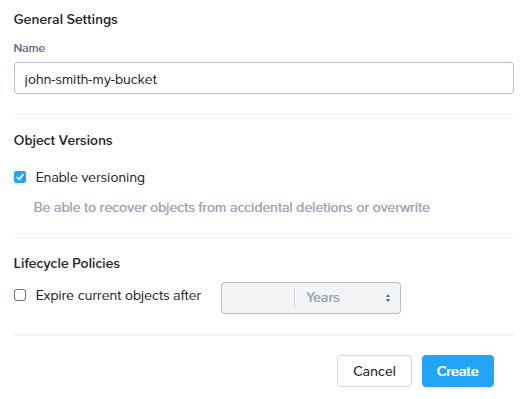 General Settings
Name
john-smith-my-bucket
Object Versions
Enable versioning
Be able to recover objects from accidental deletions or overwrite
Lifecycle Policies
Expire current objects after Years
Cancel Create